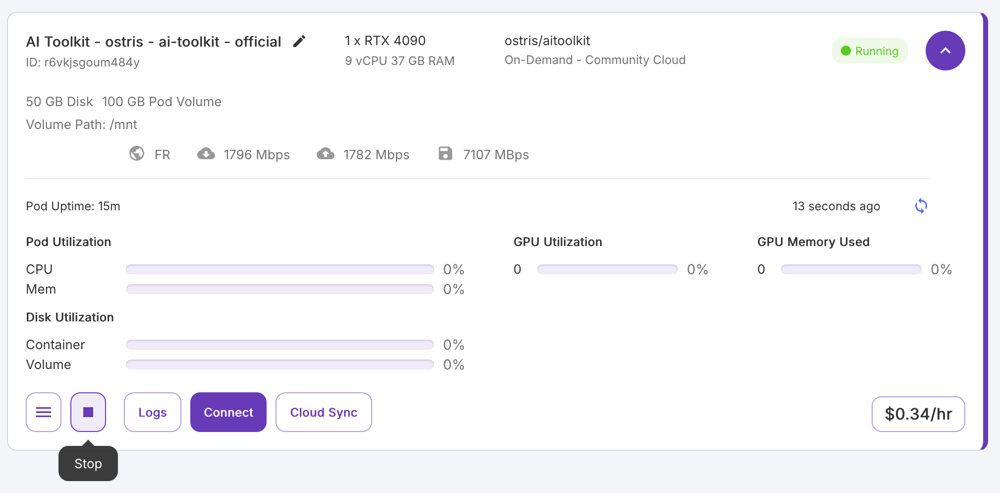 AI Toolkit - ostris - ai-toolkit - official
ID: r6vkjsgoum484y
1 x RTX 4090
9 vCPU 37 GB RAM
ostris/aitoolkit
On-Demand - Community Cloud
Running
50 GB Disk 100 GB Pod Volume
Volume Path: /mnt
FR 1796 Mbps 1782 Mbps 7107 MBps
Pod Uptime: 15m
13 seconds ago
Pod Utilization
CPU 0%
Mem 0%
Disk Utilization
Container 0%
Volume 0%
GPU Utilization
0 0%
GPU Memory Used
0 0%
Logs
Connect
Cloud Sync
$0.34/hr
Stop